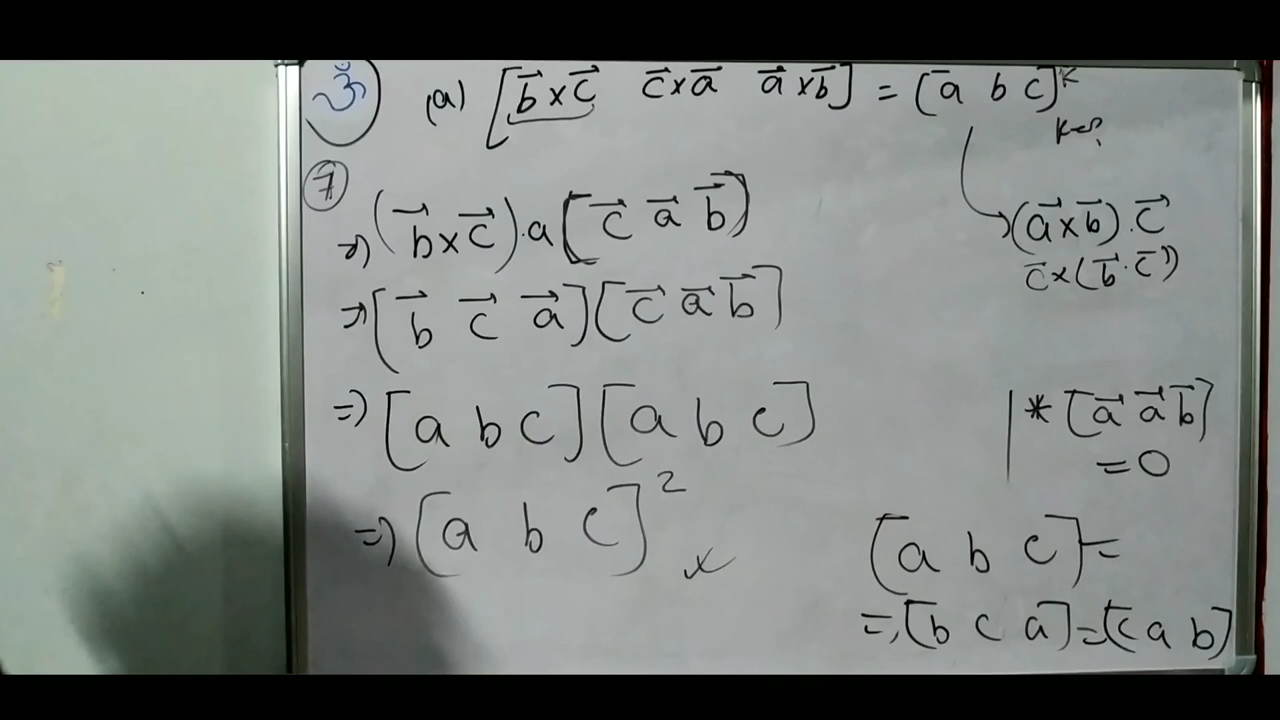 ॐ (a) [b⃗×c⃗ c⃗×a⃗ a⃗×b⃗] = [a⃗ b c⃗]ᴷ
K=?
⑦
⇒ (b⃗×c⃗).a[c⃗ a⃗ b⃗]
→ (a⃗×b⃗).c⃗
c⃗×(b⃗.c⃗)
⇒ [b⃗ c⃗ a⃗][c⃗ a⃗ b⃗]
⇒ [a b c][a b c]
* [a⃗ a⃗ b⃗]
= 0
⇒ [a b c]²
[a b c] =
=, [b c a] = [c a b]